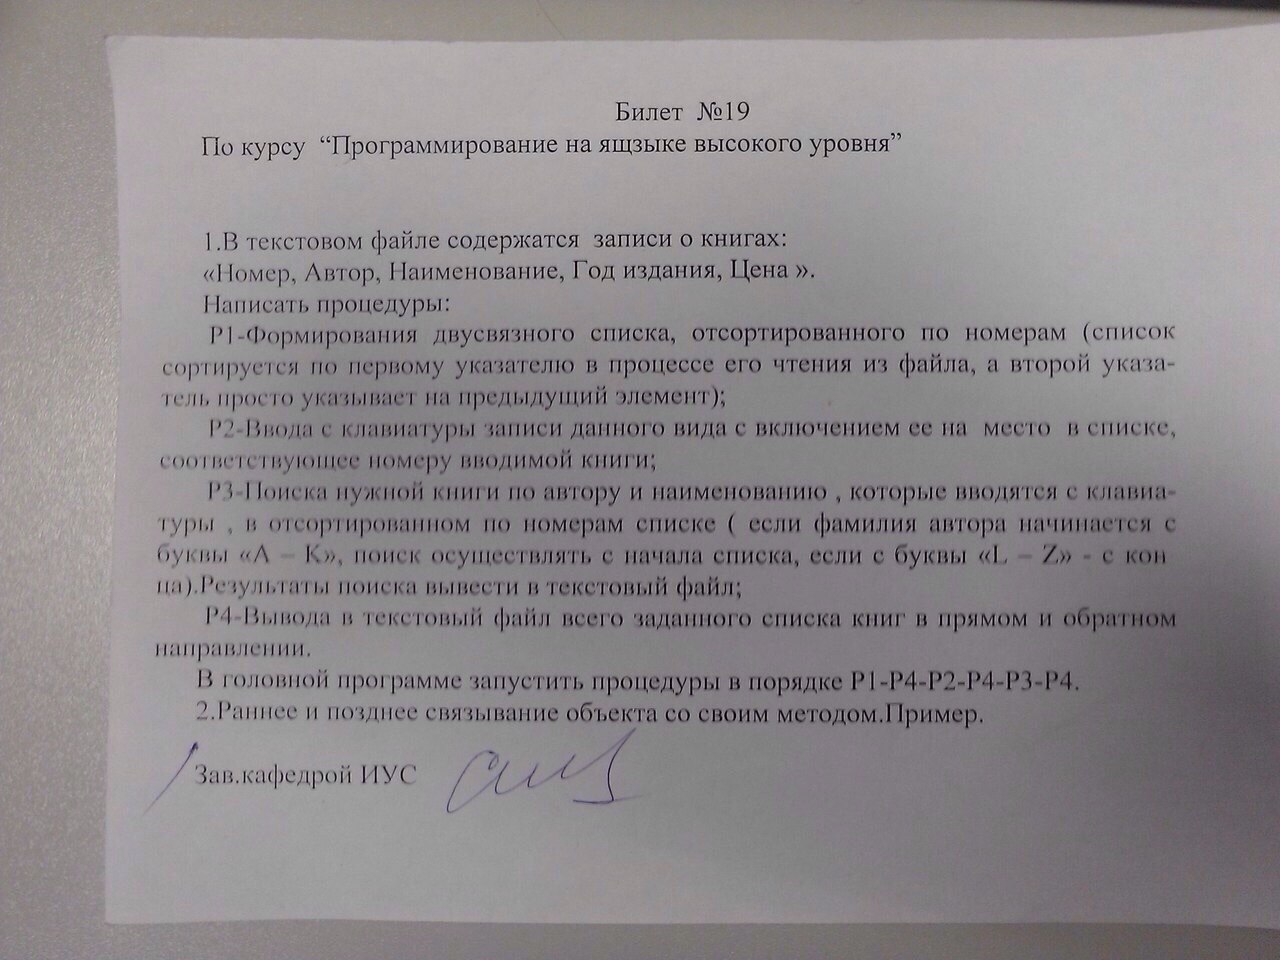 Билет №19
По курсу “Программирование на ящзыке высокого уровня”
1.В текстовом файле содержатся записи о книгах:
«Номер, Автор, Наименование, Год издания, Цена ».
Написать процедуры:
Р1-Формирования двусвязного списка, отсортированного по номерам (список
сортируется по первому указателю в процессе его чтения из файла, а второй указа-
тель просто указывает на предыдущий элемент);
Р2-Ввода с клавиатуры записи данного вида с включением ее на место в списке,
соответствующее номеру вводимой книги;
Р3-Поиска нужной книги по автору и наименованию , которые вводятся с клавиа-
туры , в отсортированном по номерам списке ( если фамилия автора начинается с
буквы «A – K», поиск осуществлять с начала списка, если с буквы «L – Z» - с кон
ца).Результаты поиска вывести в текстовый файл;
Р4-Вывода в текстовый файл всего заданного списка книг в прямом и обратном
направлении.
В головной программе запустить процедуры в порядке Р1-Р4-Р2-Р4-Р3-Р4.
2.Раннее и позднее связывание объекта со своим методом.Пример.
Зав.кафедрой ИУС